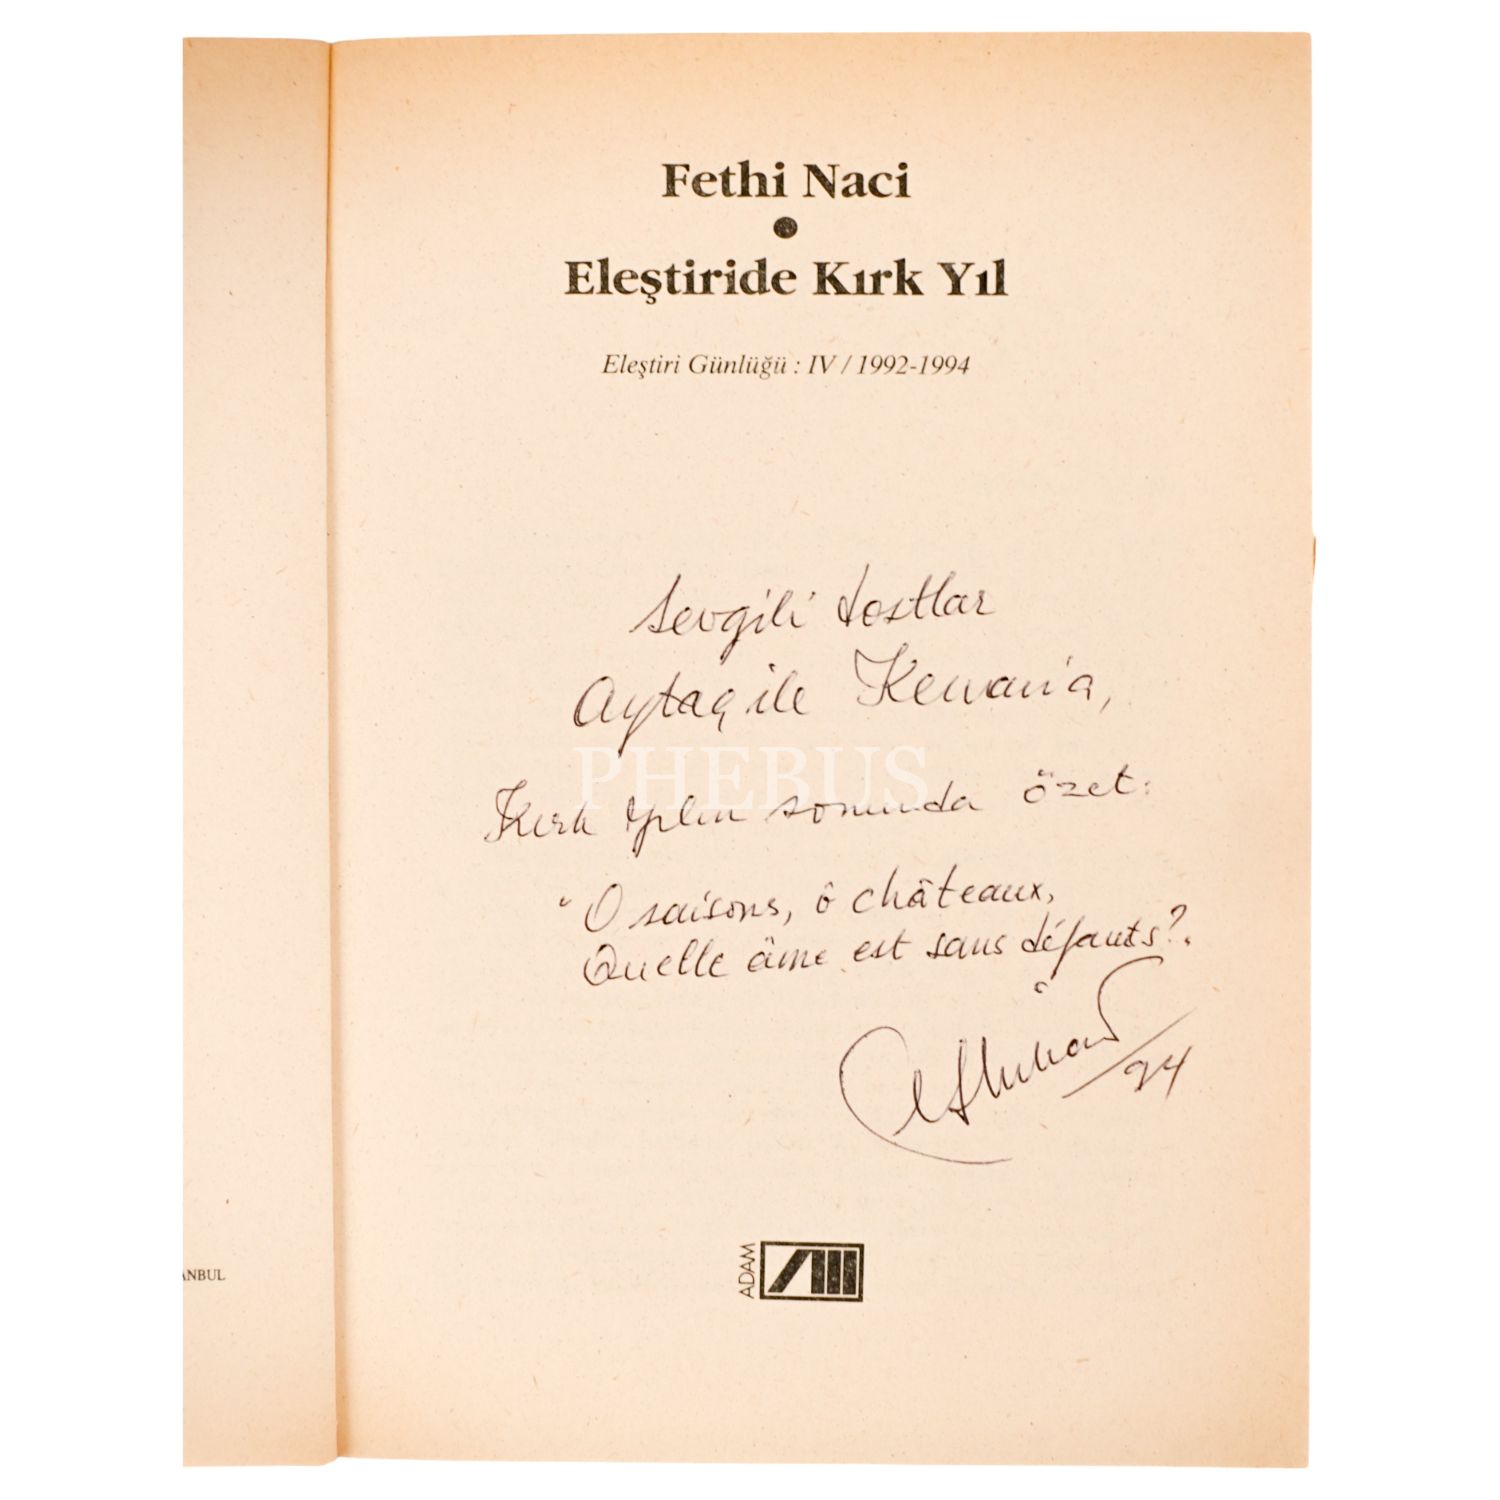 Fethi Naci
Eleştiride Kırk Yıl
Eleştiri Günlüğü : IV / 1992-1994
Sevgili dostlar
Aytaç ile Kenan'a,
PHEBUS
Kırk yılın sonunda özet:
"O saisons, ô châteaux,
Quelle âme est sans défauts?"
/94
ANBUL
ADAM